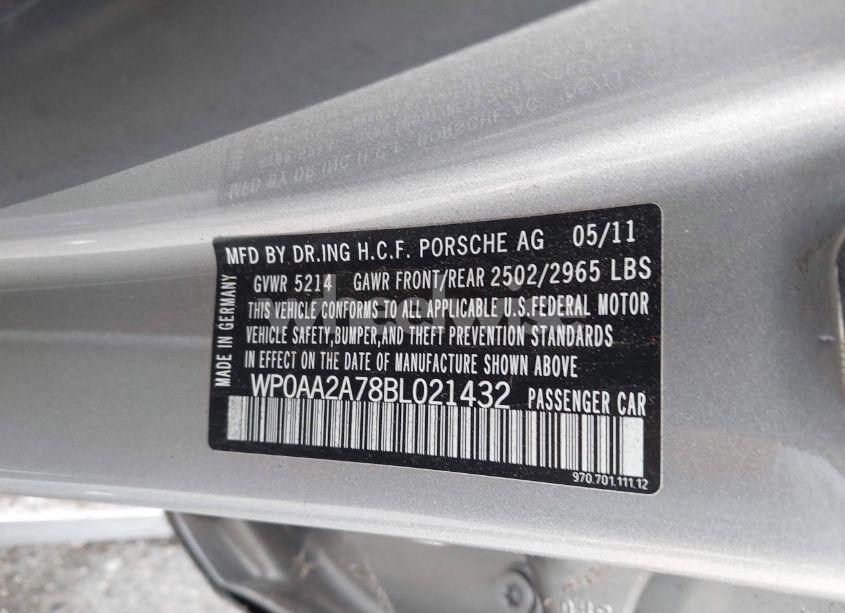 MFD BY DR.ING H.C.F. PORSCHE AG 05/11
GVWR 5214 GAWR FRONT/REAR 2502/2965 LBS
THIS VEHICLE CONFORMS TO ALL APPLICABLE U.S.FEDERAL MOTOR
VEHICLE SAFETY,BUMPER,AND THEFT PREVENTION STANDARDS
IN EFFECT ON THE DATE OF MANUFACTURE SHOWN ABOVE
WP0AA2A78BL021432 PASSENGER CAR
970.701.111.12
MADE IN GERMANY